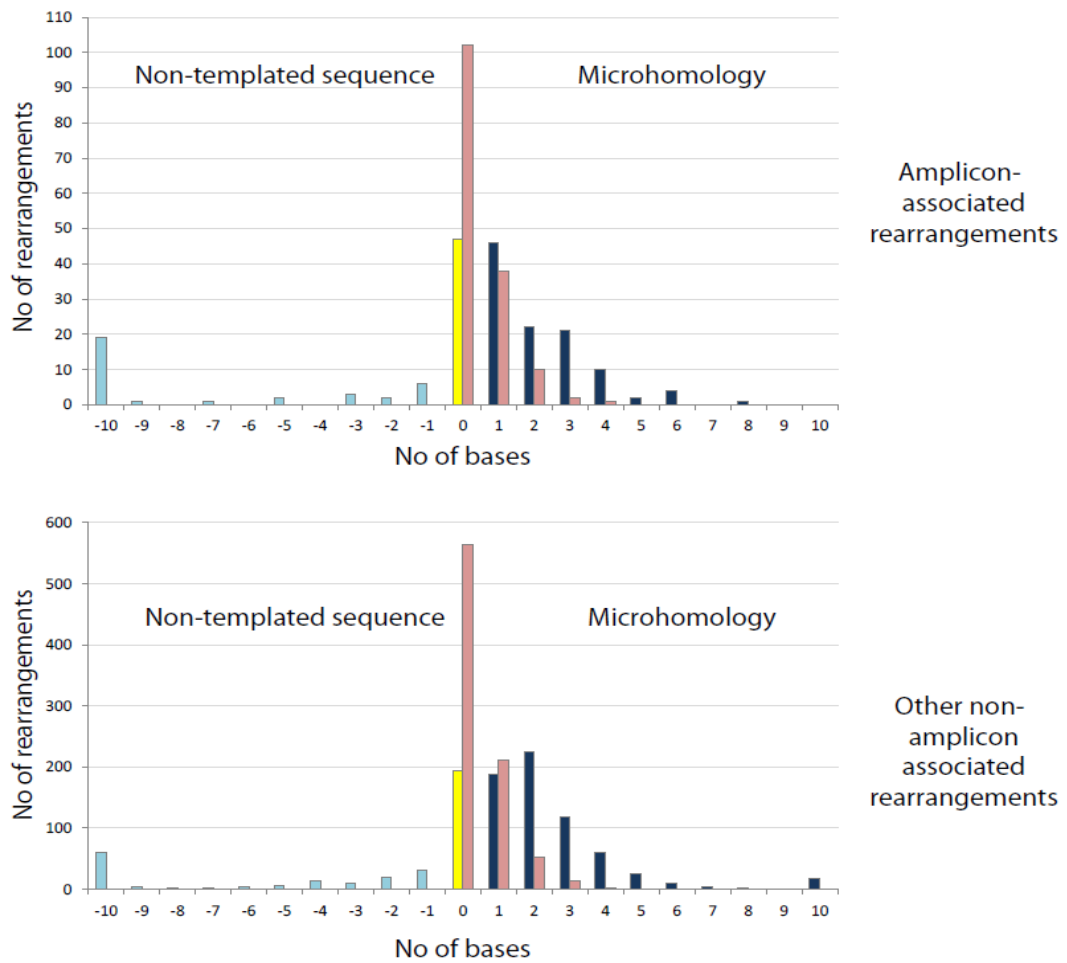 110
100
90
80
70
60
50
40
30
20
10
0
No of rearrangements
Non-templated sequence Microhomology
-10 -9 -8 -7 -6 -5 -4 -3 -2 -1 0 1 2 3 4 5 6 7 8 9 10
No of bases
Amplicon-
associated
rearrangements
600
500
400
300
200
100
0
No of rearrangements
Non-templated sequence Microhomology
-10 -9 -8 -7 -6 -5 -4 -3 -2 -1 0 1 2 3 4 5 6 7 8 9 10
No of bases
Other non-
amplicon
associated
rearrangements